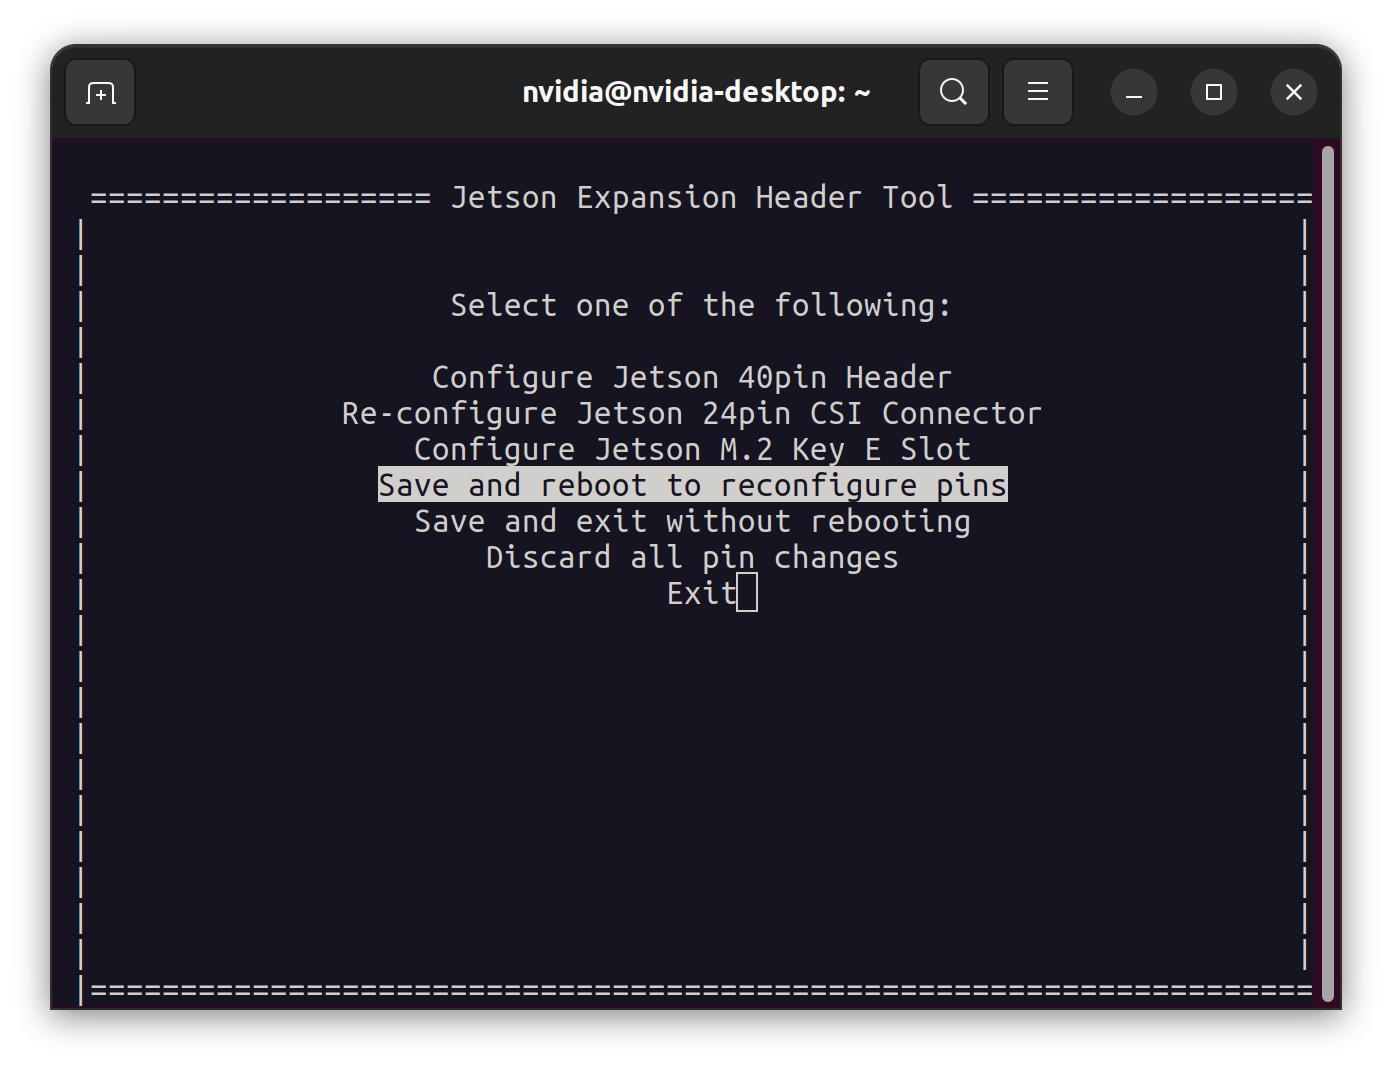 nvidia@nvidia-desktop: ~
=================== Jetson Expansion Header Tool ===================
Select one of the following:
Configure Jetson 40pin Header
Re-configure Jetson 24pin CSI Connector
Configure Jetson M.2 Key E Slot
Save and reboot to reconfigure pins
Save and exit without rebooting
Discard all pin changes
Exit
====================================================================